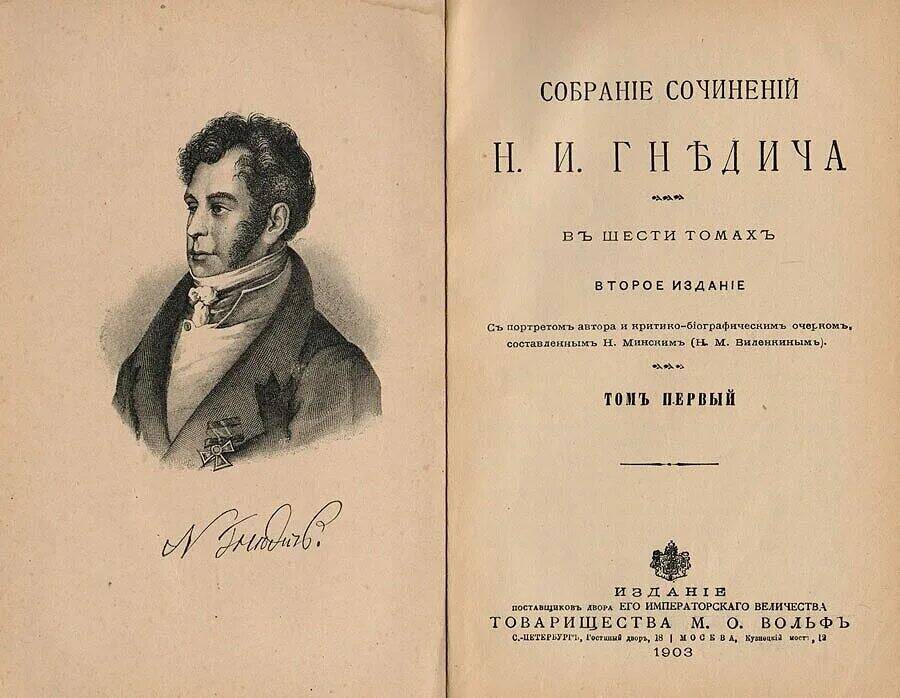 N Гнѣдичъ.
СОБРАНІЕ СОЧИНЕНІЙ
Н. И. ГНѢДИЧА
ВЪ ШЕСТИ ТОМАХЪ
ВТОРОЕ ИЗДАНІЕ
Съ портретомъ автора и критико-біографическимъ очеркомъ,
составленнымъ Н. Минскимъ (Н. М. Виленкинымъ).
ТОМЪ ПЕРВЫЙ
ИЗДАНІЕ
ПОСТАВЩИКОВЪ ДВОРА ЕГО ИМПЕРАТОРСКАГО ВЕЛИЧЕСТВА
ТОВАРИЩЕСТВА М. О. ВОЛЬФЪ
С.-ПЕТЕРБУРГЪ, Гостиный дворъ, 18 | МОСКВА, Кузнецкій мостъ, 12
1903